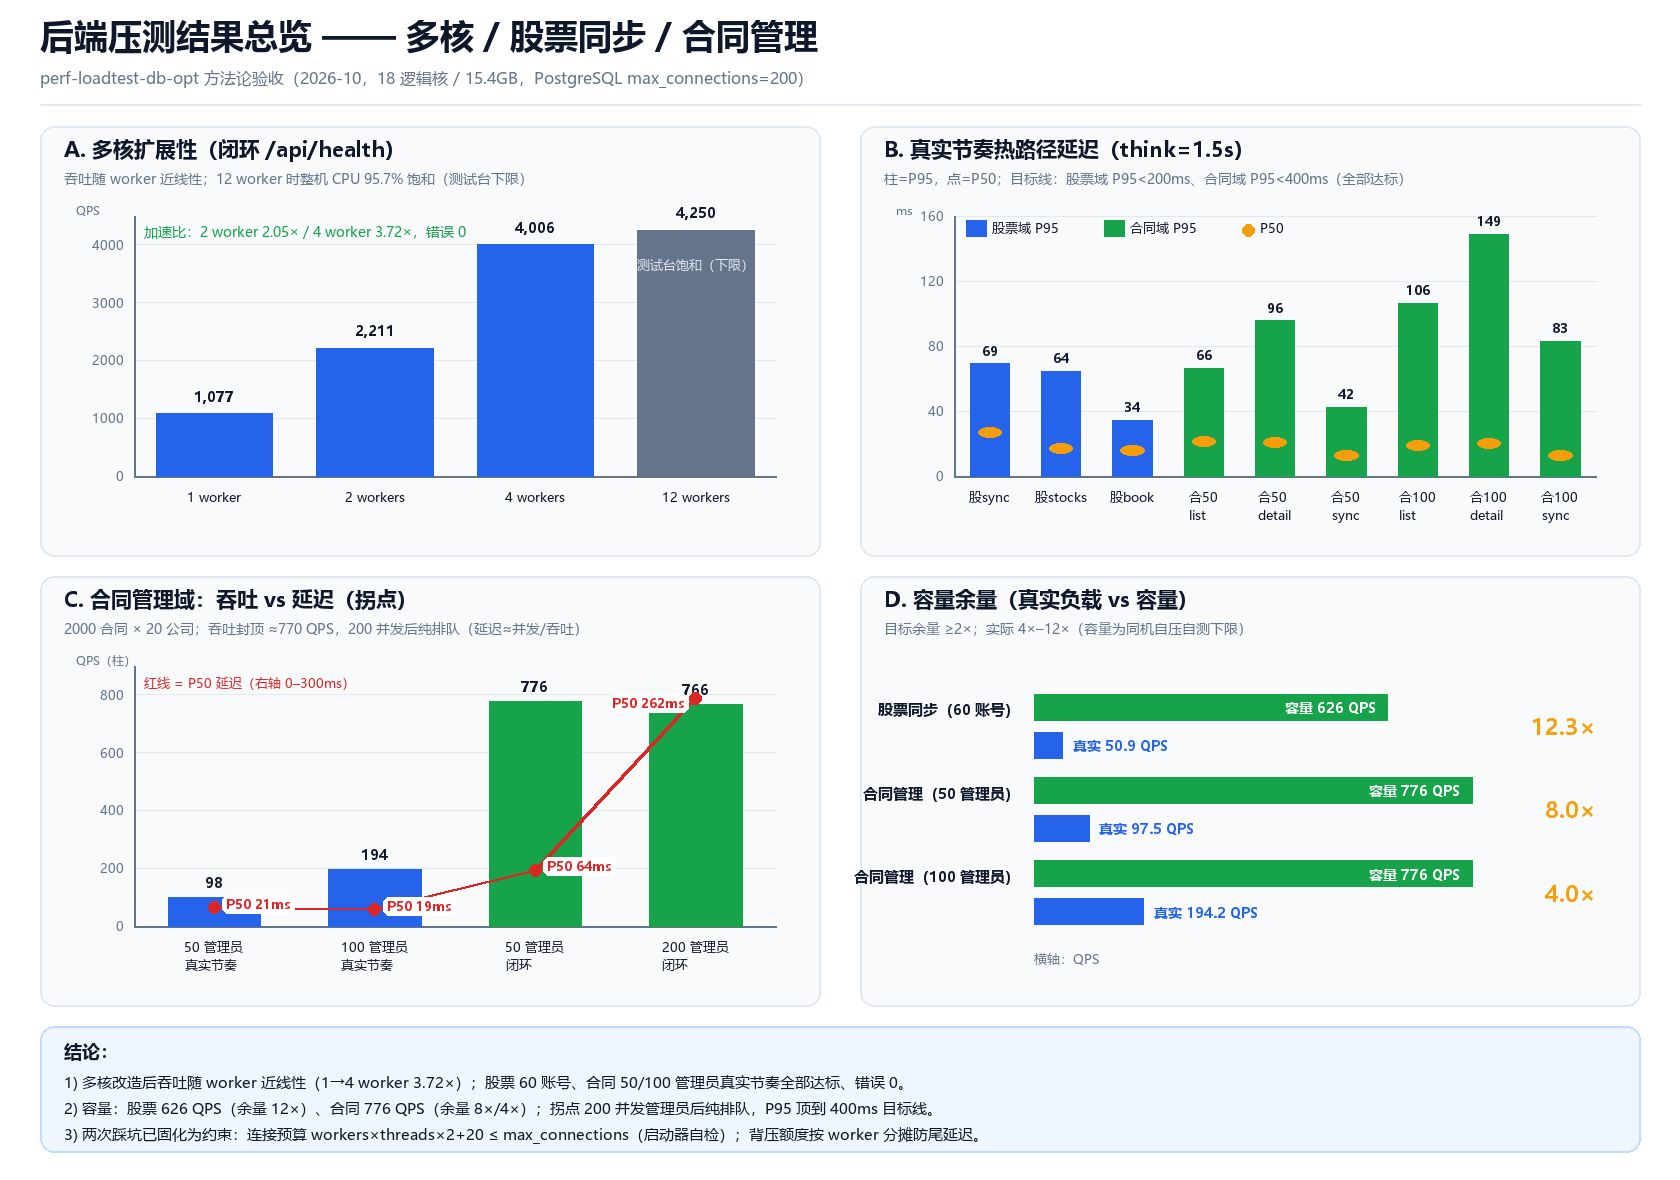 后端压测结果总览 —— 多核 / 股票同步 / 合同管理
perf-loadtest-db-opt 方法论验收（2026-10，18 逻辑核 / 15.4GB，PostgreSQL max_connections=200）
A. 多核扩展性（闭环 /api/health）
吞吐随 worker 近线性；12 worker 时整机 CPU 95.7% 饱和（测试台下限）
QPS
加速比：2 worker 2.05× / 4 worker 3.72×，错误 0
4000
3000
2000
1000
0
1,077
2,211
4,006
4,250
测试台饱和（下限）
1 worker
2 workers
4 workers
12 workers
B. 真实节奏热路径延迟（think=1.5s）
柱=P95，点=P50；目标线：股票域 P95<200ms、合同域 P95<400ms（全部达标）
ms
160
120
80
40
0
股票域 P95
合同域 P95
P50
69
64
34
66
96
42
106
149
83
股sync
股stocks
股book
合50
list
合50
detail
合50
sync
合100
list
合100
detail
合100
sync
C. 合同管理域：吞吐 vs 延迟（拐点）
2000 合同 × 20 公司；吞吐封顶 ≈770 QPS，200 并发后纯排队（延迟≈并发/吞吐）
QPS（柱）
红线 = P50 延迟（右轴 0–300ms）
800
600
400
200
0
98
194
776
766
P50 21ms
P50 19ms
P50 64ms
P50 262ms
50 管理员
真实节奏
100 管理员
真实节奏
50 管理员
闭环
200 管理员
闭环
D. 容量余量（真实负载 vs 容量）
目标余量 ≥2×；实际 4×–12×（容量为同机自压自测下限）
股票同步（60 账号）
容量 626 QPS
真实 50.9 QPS
12.3×
合同管理（50 管理员）
容量 776 QPS
真实 97.5 QPS
8.0×
合同管理（100 管理员）
容量 776 QPS
真实 194.2 QPS
4.0×
横轴：QPS
结论：
1) 多核改造后吞吐随 worker 近线性（1→4 worker 3.72×）；股票 60 账号、合同 50/100 管理员真实节奏全部达标、错误 0。
2) 容量：股票 626 QPS（余量 12×）、合同 776 QPS（余量 8×/4×）；拐点 200 并发管理员后纯排队，P95 顶到 400ms 目标线。
3) 两次踩坑已固化为约束：连接预算 workers×threads×2+20 ≤ max_connections（启动器自检）；背压额度按 worker 分摊防尾延迟。